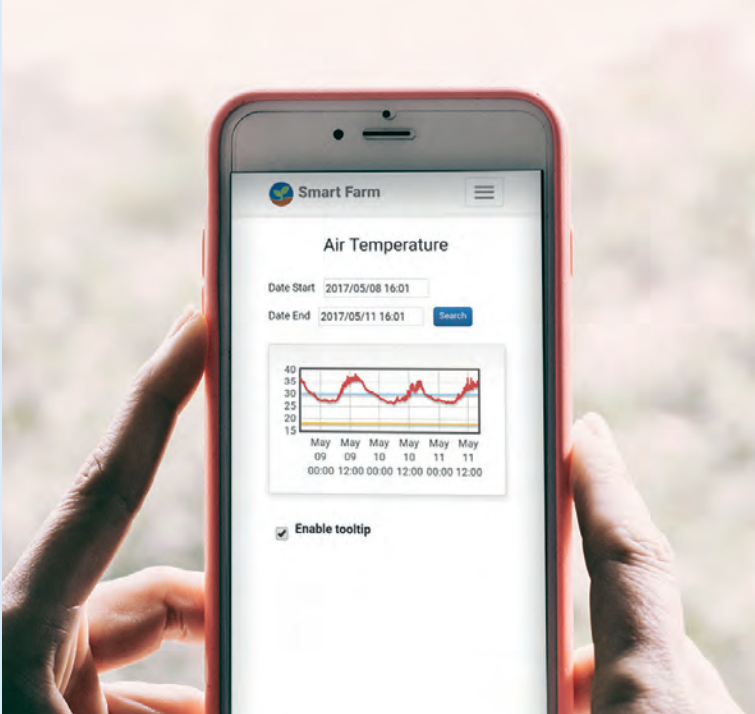 Smart Farm
Air Temperature
Date Start 2017/05/08 16:01
Date End 2017/05/11 16:01 Search
40
35
30
25
20
15
May May May May May May
09 09 10 10 11 11
00:00 12:00 00:00 12:00 00:00 12:00
Enable tooltip